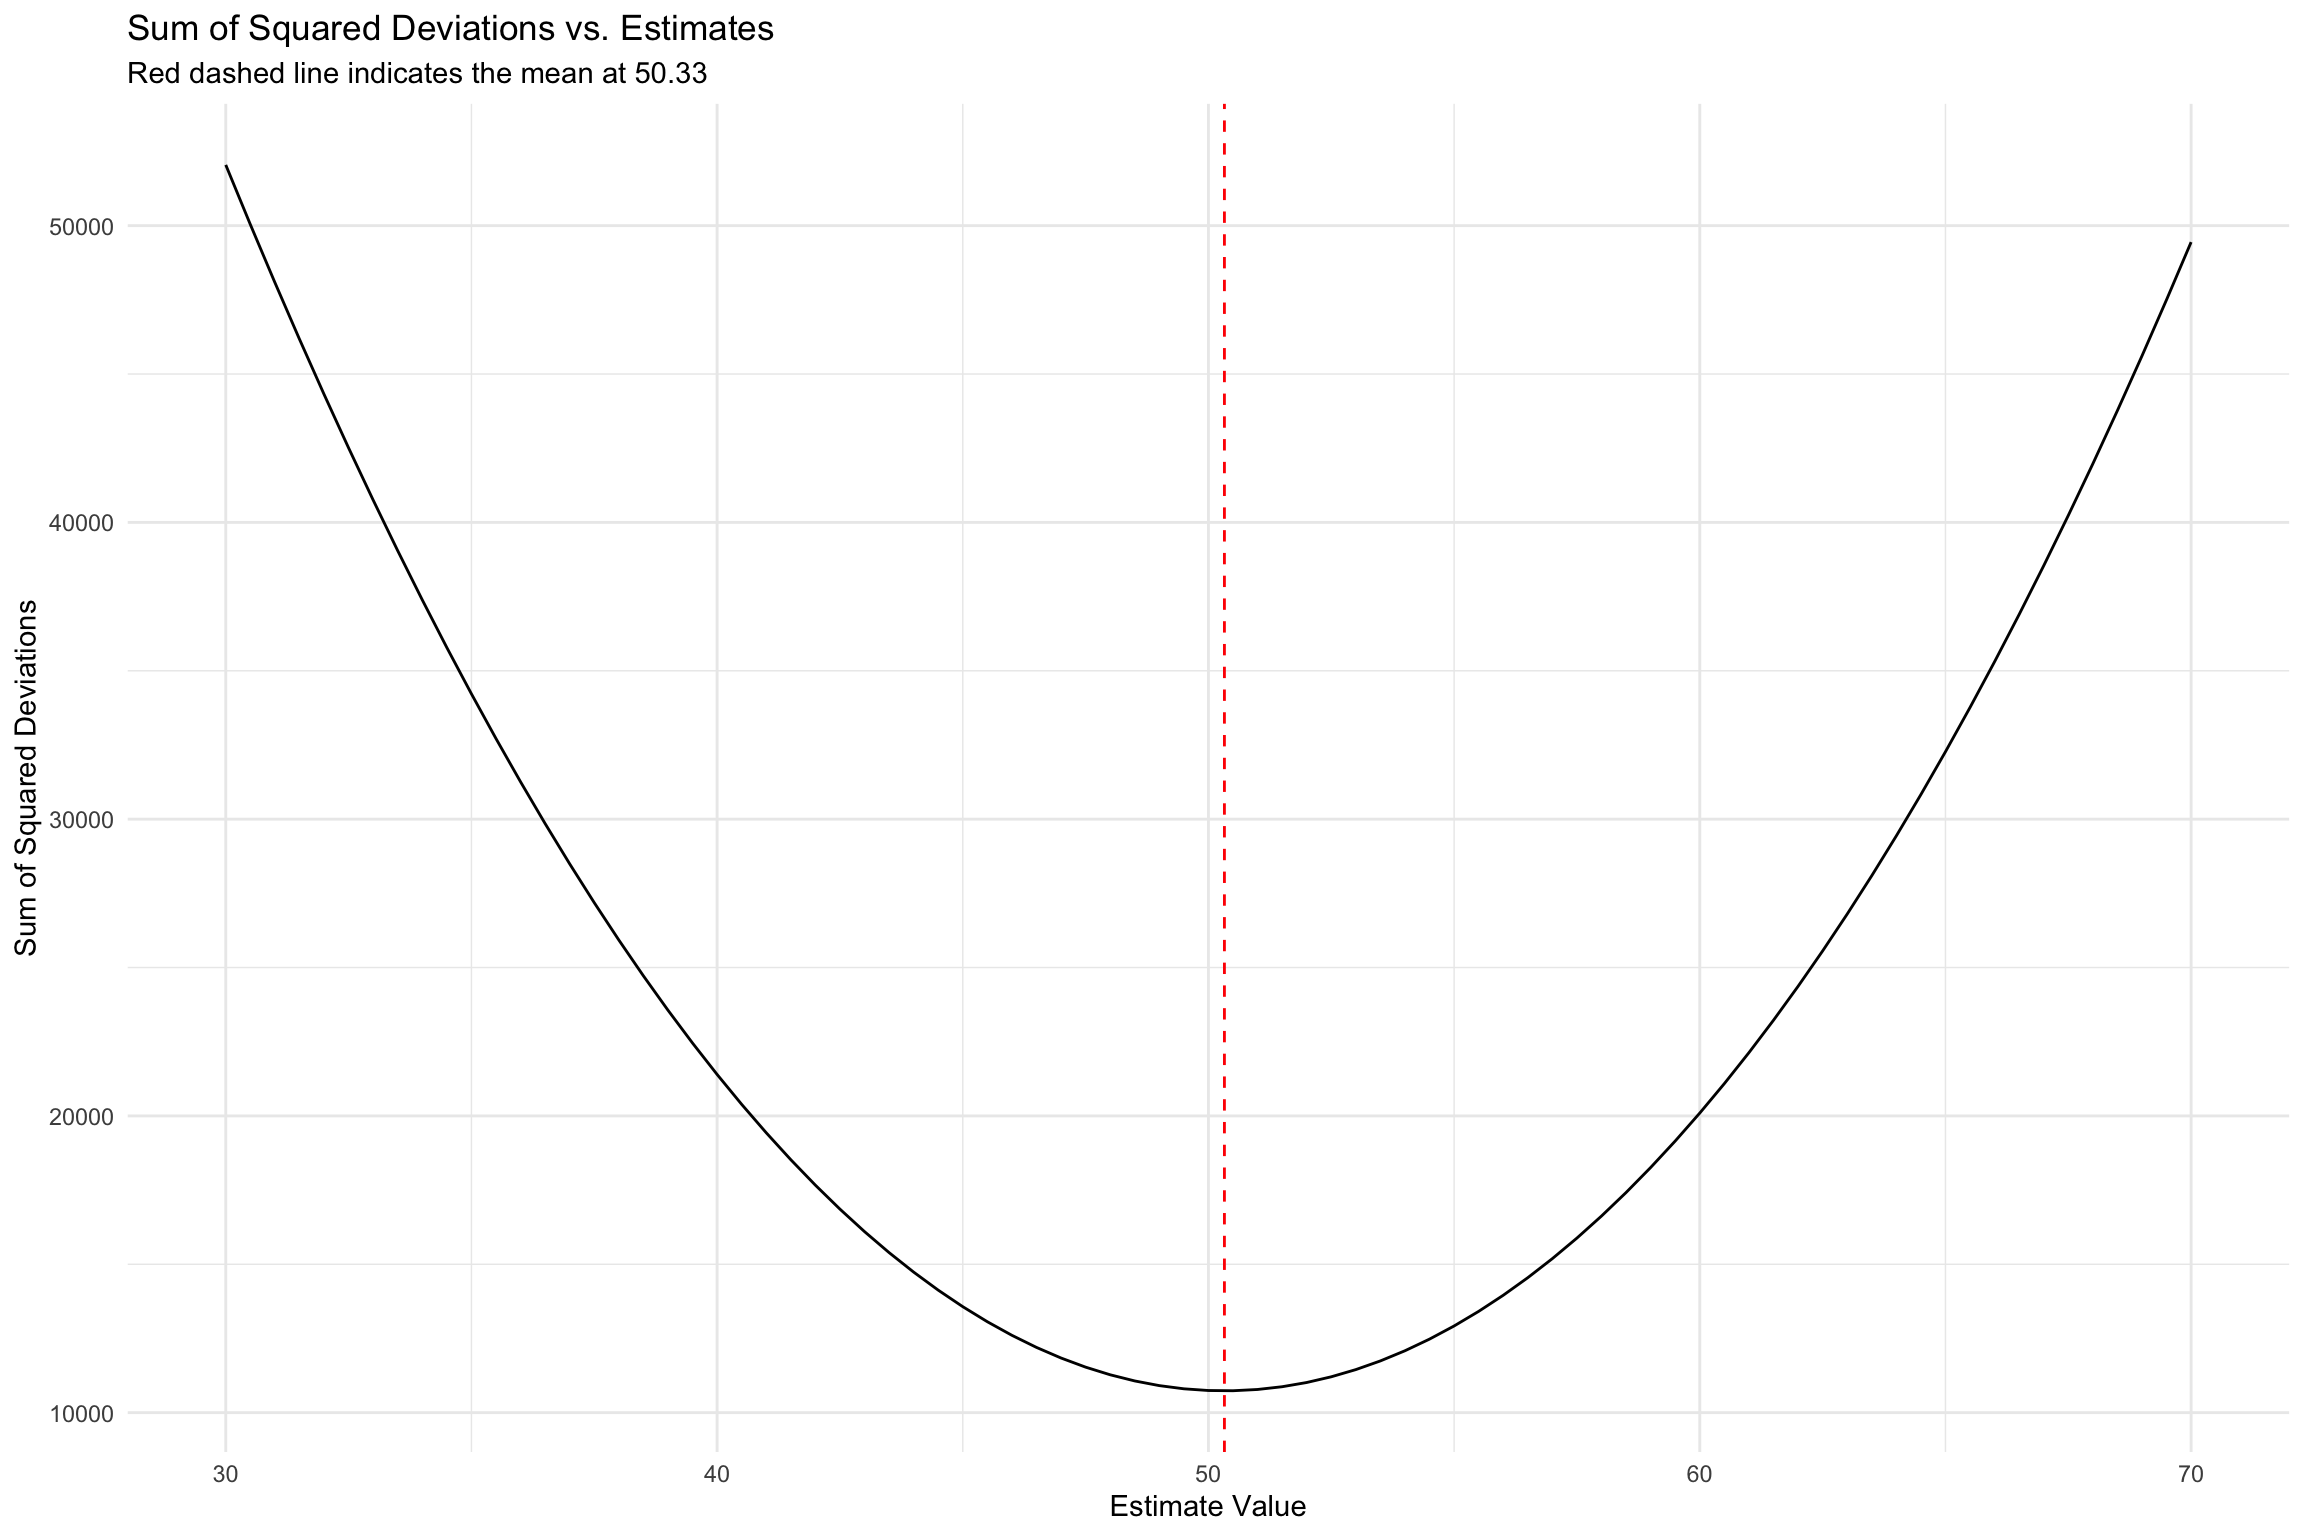 Sum of Squared Deviations vs. Estimates
Red dashed line indicates the mean at 50.33
Sum of Squared Deviations
50000
40000
30000
20000
10000
30 40 50 60 70
Estimate Value